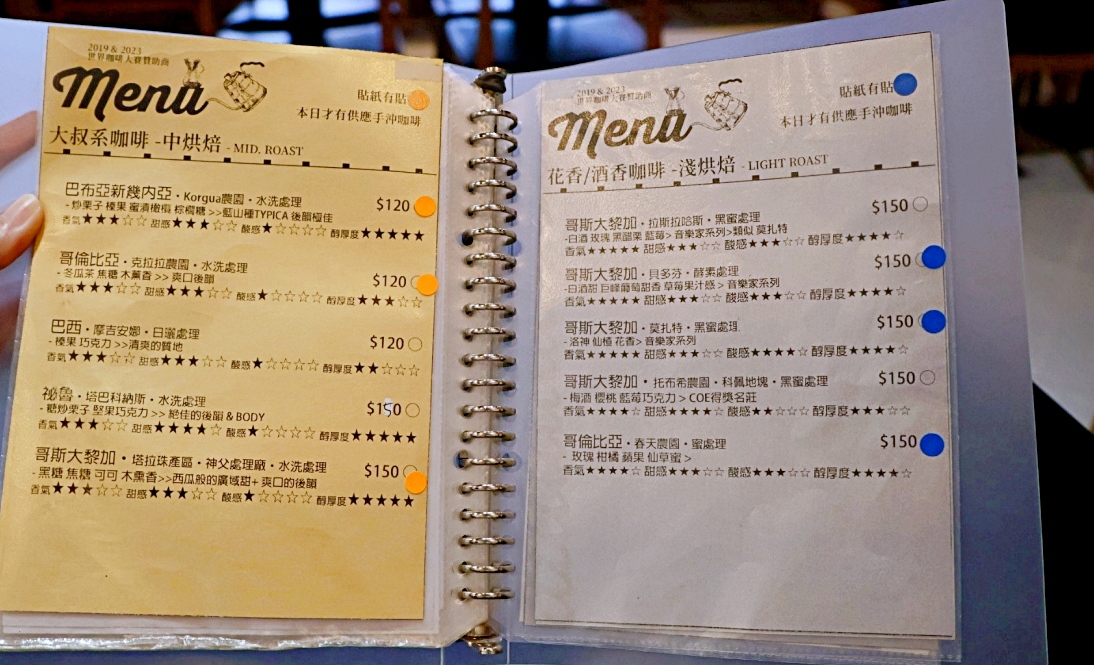 2019 & 2023
世界咖啡大賽贊助商
Menu
貼紙有貼
本日才有供應手沖咖啡
大叔系咖啡 -中烘焙 - MID. ROAST
巴布亞新幾內亞・Korgua農園・水洗處理 $120
-炒栗子 榛果 蜜漬橄欖 棕櫚糖 >>藍山種TYPICA 後韻極佳
香氣★★★☆☆ 甜感★★★☆☆ 酸感★☆☆☆☆ 醇厚度★★★★★
哥倫比亞・克拉拉農園・水洗處理 $120
- 冬瓜茶 焦糖 木薰香 >> 爽口後韻
香氣★★★☆☆ 甜感★★★☆☆ 酸感★☆☆☆☆ 醇厚度★★★☆☆
巴西・摩吉安娜・日曬處理 $120
- 榛果 巧克力 >>清爽的質地
香氣★★★☆☆ 甜感★★★☆☆ 酸感★☆☆☆☆ 醇厚度★★☆☆☆
祕魯・塔巴科納斯・水洗處理 $150
- 糖炒栗子 堅果巧克力 >> 絕佳的後韻 & BODY
香氣★★★☆☆ 甜感★★★★☆ 酸感★☆☆☆☆ 醇厚度★★★★★
哥斯大黎加・塔拉珠產區・神父處理廠・水洗處理 $150
- 黑糖 焦糖 可可 木熏香>>西瓜般的廣域甜+ 爽口的後韻
香氣★★★☆☆ 甜感★★★☆☆ 酸感★☆☆☆☆ 醇厚度★★★★★
2019 & 2023
世界咖啡大賽贊助商
Menu
貼紙有貼
本日才有供應手沖咖啡
花香/酒香咖啡 -淺烘焙 - LIGHT ROAST
哥斯大黎加・拉斯拉哈斯・黑蜜處理 $150
-白酒 玫瑰 黑醋栗 藍莓> 音樂家系列>類似 莫扎特
香氣★★★★★ 甜感★★★☆☆ 酸感★★★☆☆ 醇厚度★★★★☆
哥斯大黎加・貝多芬・酵素處理 $150
-白酒甜 巨峰葡萄甜香 草莓果汁感 > 音樂家系列
香氣★★★★★ 甜感★★★☆☆ 酸感★★★☆☆ 醇厚度★★★★☆
哥斯大黎加・莫扎特・黑蜜處理 $150
- 洛神 仙楂 花香> 音樂家系列
香氣★★★★★ 甜感★★★☆☆ 酸感★★★★☆ 醇厚度★★★★☆
哥斯大黎加・托布希農園・科佩地塊・黑蜜處理 $150
- 梅酒 櫻桃 藍莓巧克力 > COE得獎名莊
香氣★★★★☆ 甜感★★★★☆ 酸感★★☆☆☆ 醇厚度★★★☆☆
哥倫比亞・春天農園・蜜處理 $150
- 玫瑰 柑橘 蘋果 仙草蜜 >
香氣★★★★☆ 甜感★★★☆☆ 酸感★★★☆☆ 醇厚度★★★★☆